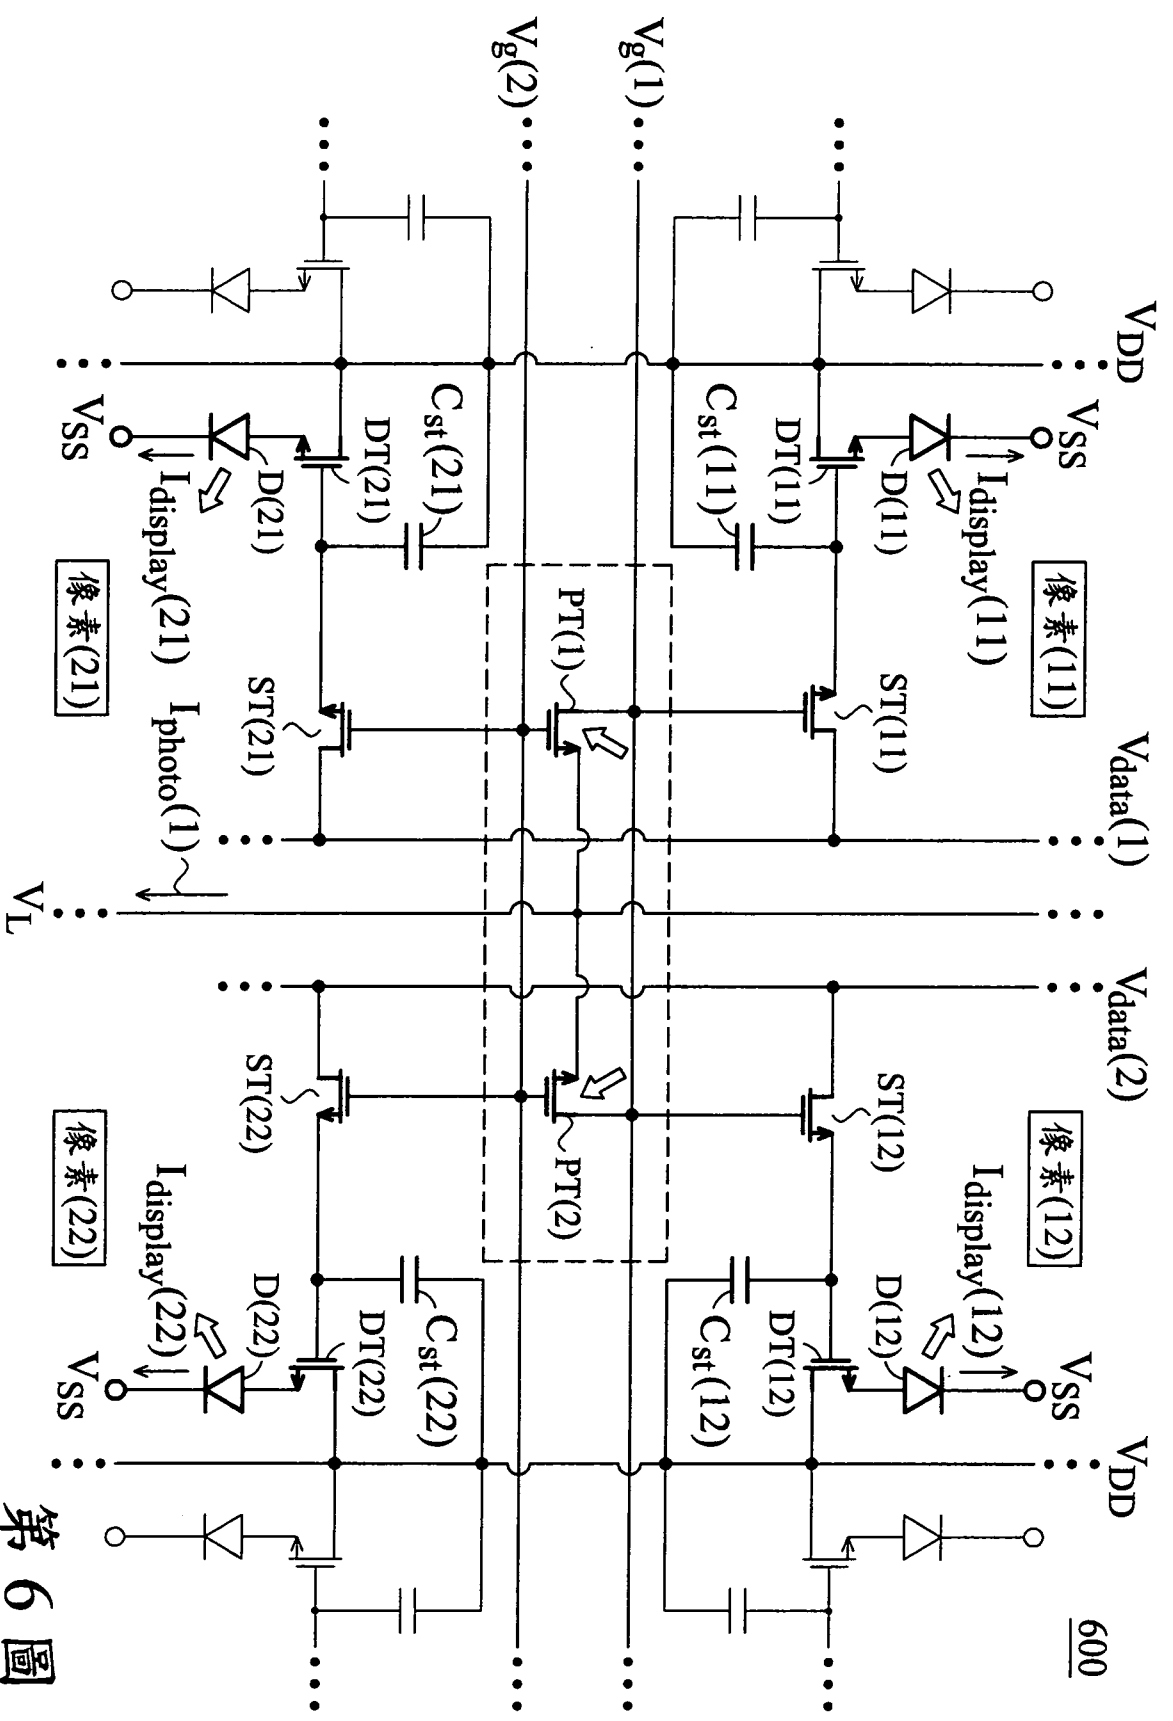 V_DD
V_data(1)
V_data(2)
V_DD
600
V_SS
像素(11)
像素(12)
V_SS
I_display(11)
I_display(12)
D(11)
ST(11)
ST(12)
D(12)
DT(11)
DT(12)
C_st(11)
C_st(12)
V_g(1)
PT(1)
PT(2)
V_g(2)
C_st(21)
C_st(22)
DT(21)
DT(22)
D(21)
ST(21)
ST(22)
D(22)
I_display(21)
I_photo(1)
I_display(22)
V_SS
像素(21)
像素(22)
V_SS
V_L
第 6 圖